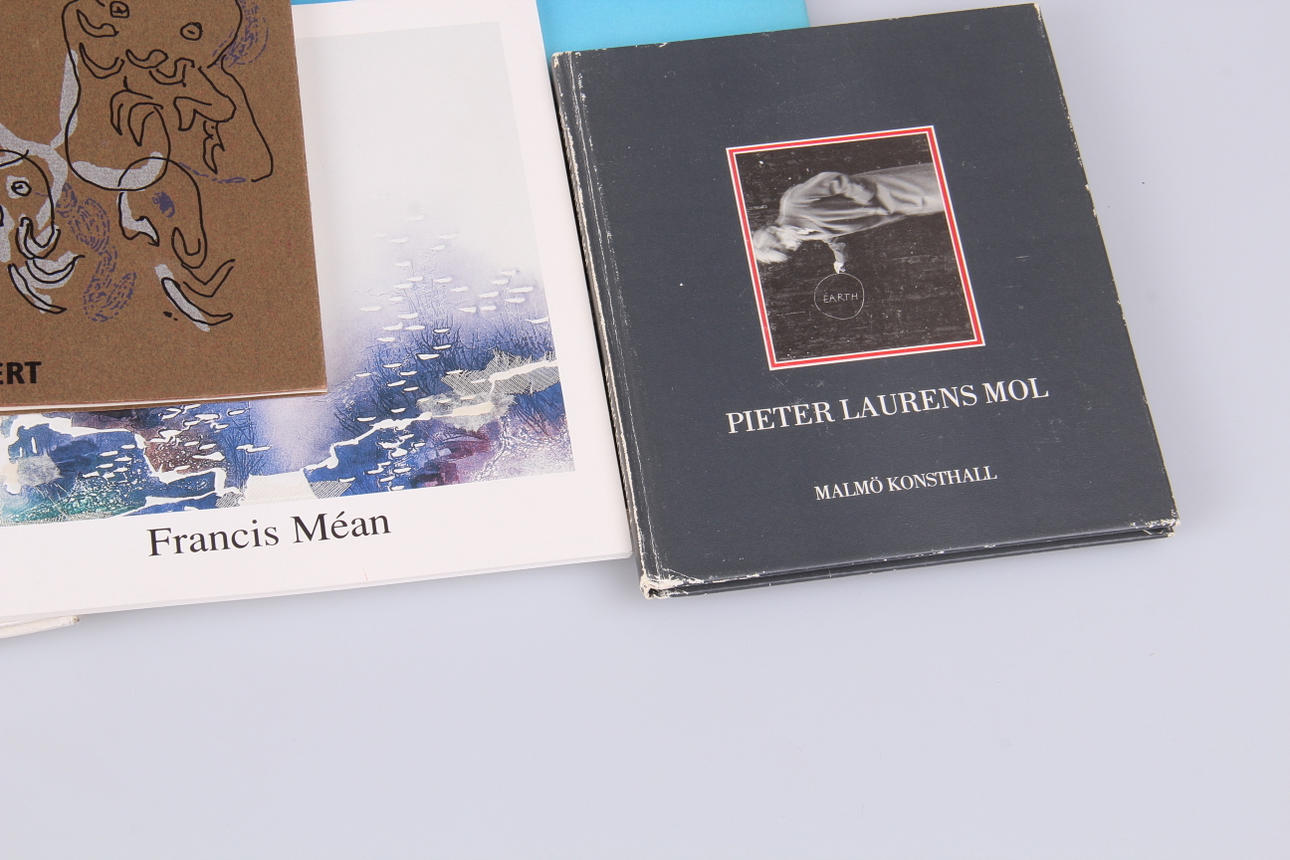 ERT
Francis Méan
EARTH
PIETER LAURENS MOL
MALMÖ KONSTHALL